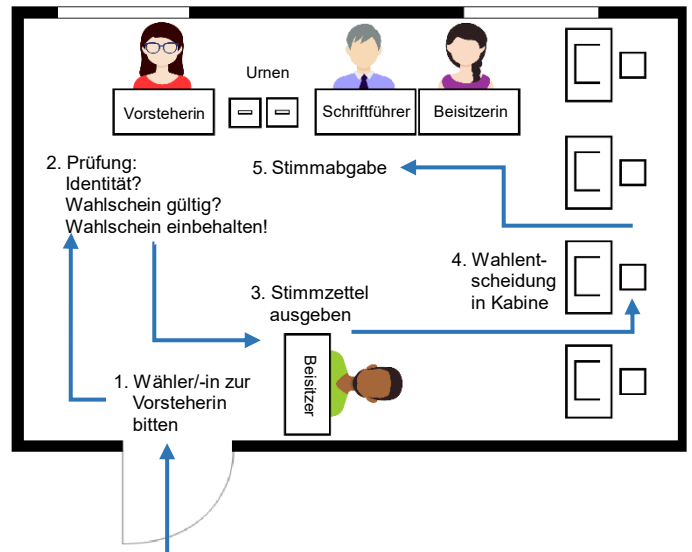 Urnen
Vorsteherin
Schriftführer
Beisitzerin
2. Prüfung:
Identität?
Wahlschein gültig?
Wahlschein einbehalten!
5. Stimmabgabe
4. Wahlent-
scheidung
in Kabine
3. Stimmzettel
ausgeben
Beisitzer
1. Wähler/-in zur
Vorsteherin
bitten